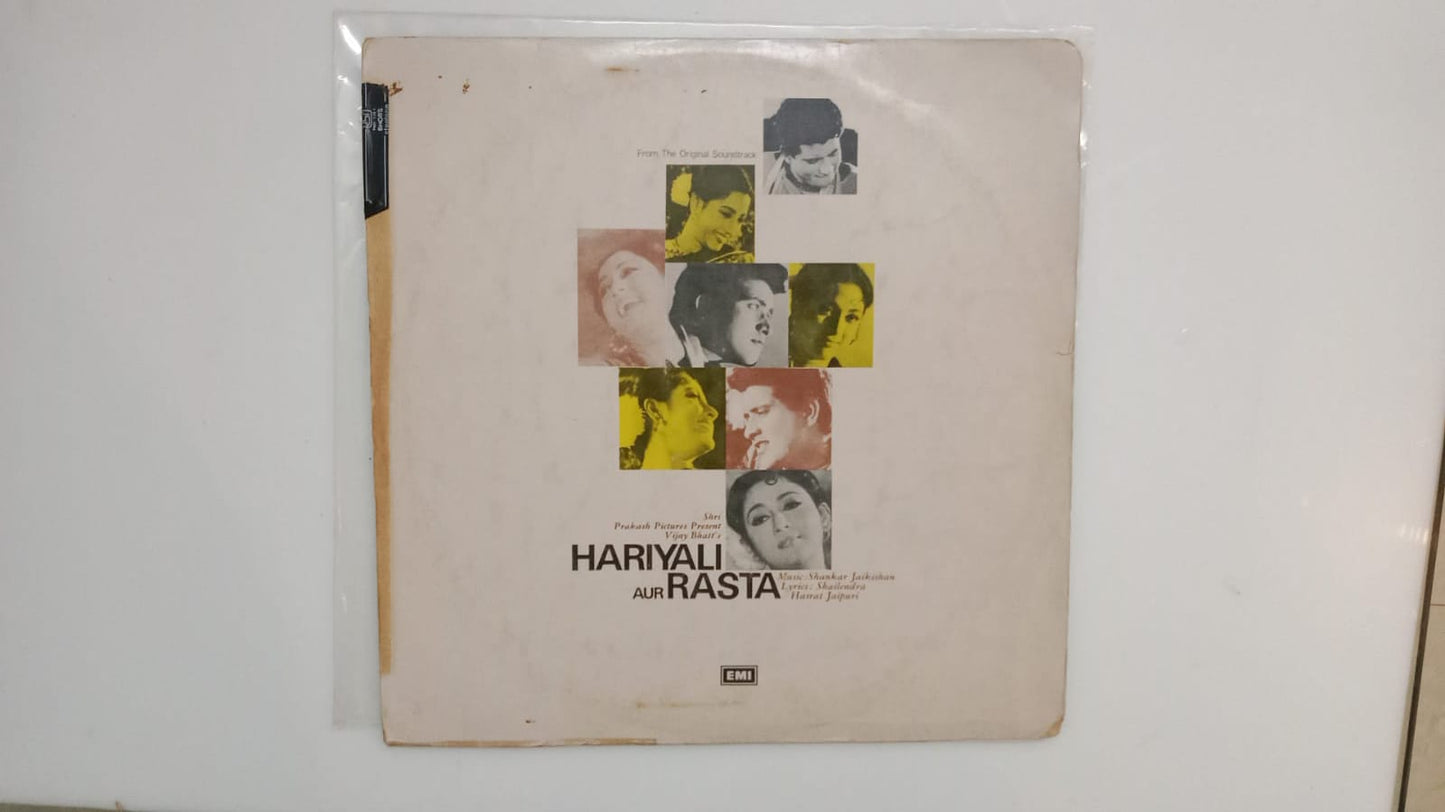 From The Original Soundtrack
Shri
Prakash Pictures Present
Vijay Bhatt's
HARIYALI
AUR RASTA
Music: Shankar Jaikishan
Lyrics: Shailendra
Hasrat Jaipuri
EMI